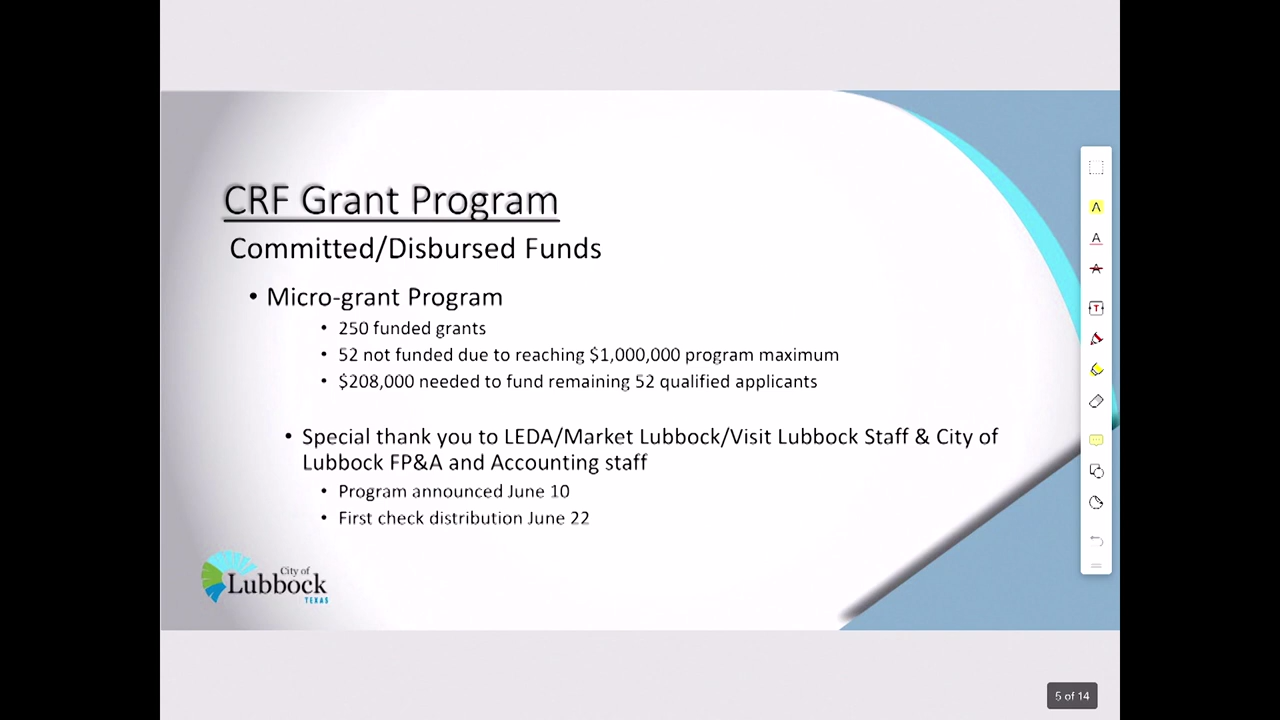 CRF Grant Program
Committed/Disbursed Funds
• Micro-grant Program
• 250 funded grants
• 52 not funded due to reaching $1,000,000 program maximum
• $208,000 needed to fund remaining 52 qualified applicants
• Special thank you to LEDA/Market Lubbock/Visit Lubbock Staff & City of
Lubbock FP&A and Accounting staff
• Program announced June 10
• First check distribution June 22
City of
Lubbock
TEXAS
A
A
A
T
5 of 14